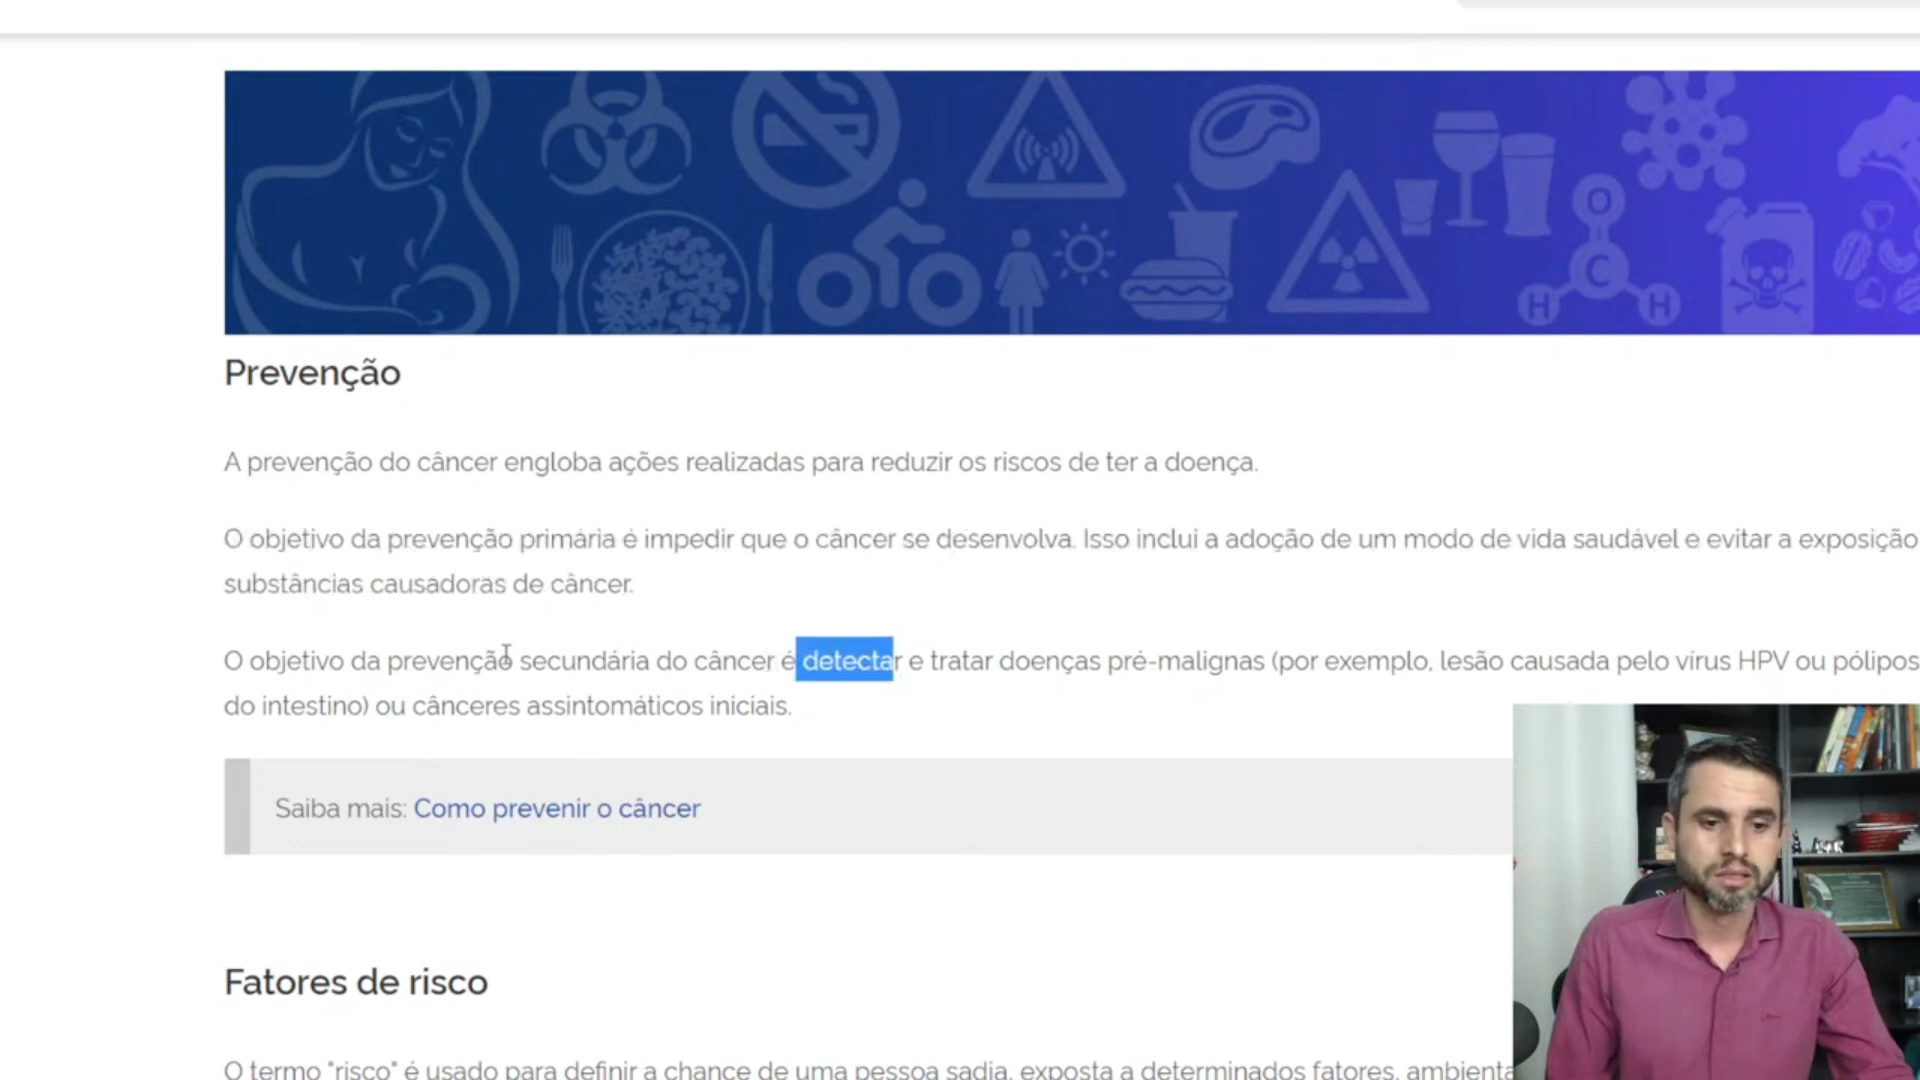 O
C
H
H
Prevenção
A prevenção do câncer engloba ações realizadas para reduzir os riscos de ter a doença.
O objetivo da prevenção primária é impedir que o câncer se desenvolva. Isso inclui a adoção de um modo de vida saudável e evitar a exposição
substâncias causadoras de câncer.
O objetivo da prevenção secundária do câncer é detectar e tratar doenças pré-malignas (por exemplo, lesão causada pelo vírus HPV ou pólipos
do intestino) ou cânceres assintomáticos iniciais.
Saiba mais: Como prevenir o câncer
Fatores de risco
O termo "risco" é usado para definir a chance de uma pessoa sadia, exposta a determinados fatores,